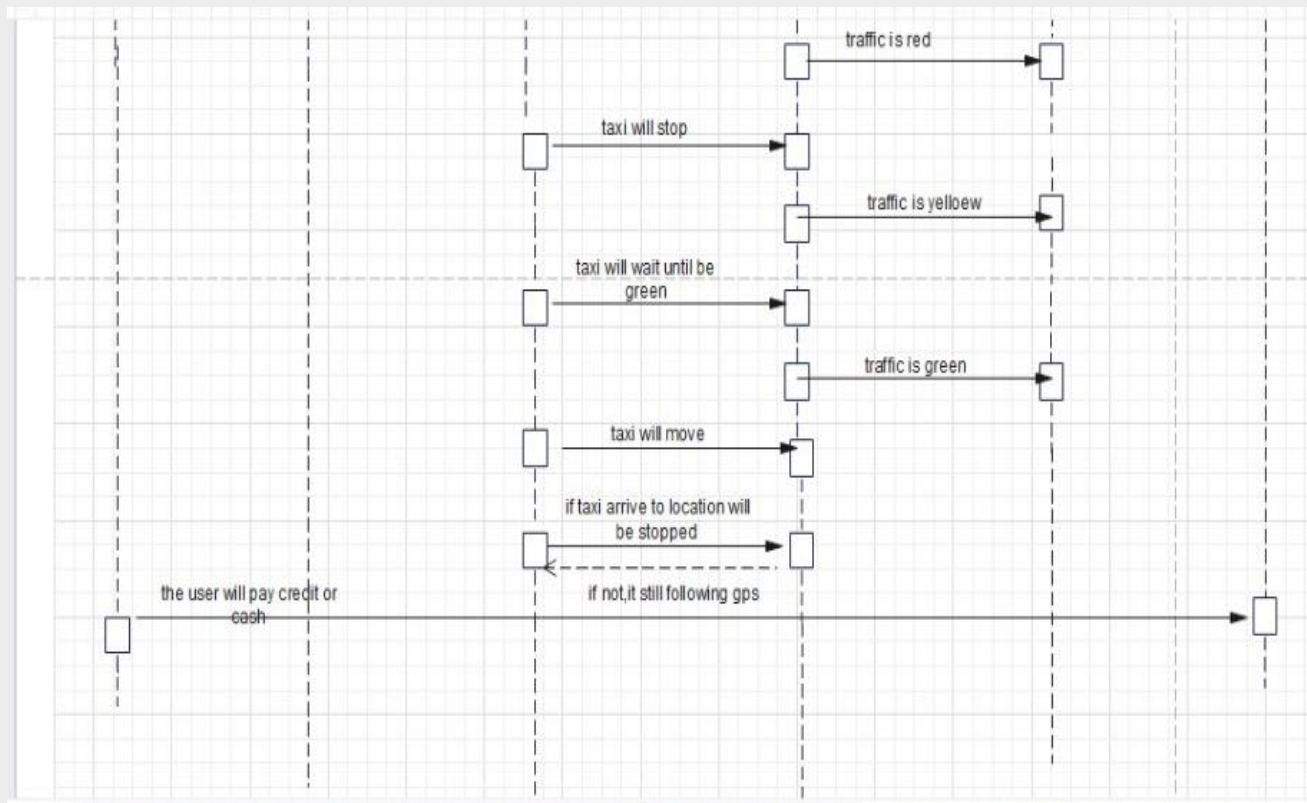 traffic is red
taxi will stop
traffic is yelloew
taxi will wait until be
green
traffic is green
taxi will move
if taxi arrive to location will
be stopped
if not,it still following gps
the user will pay credit or
cash